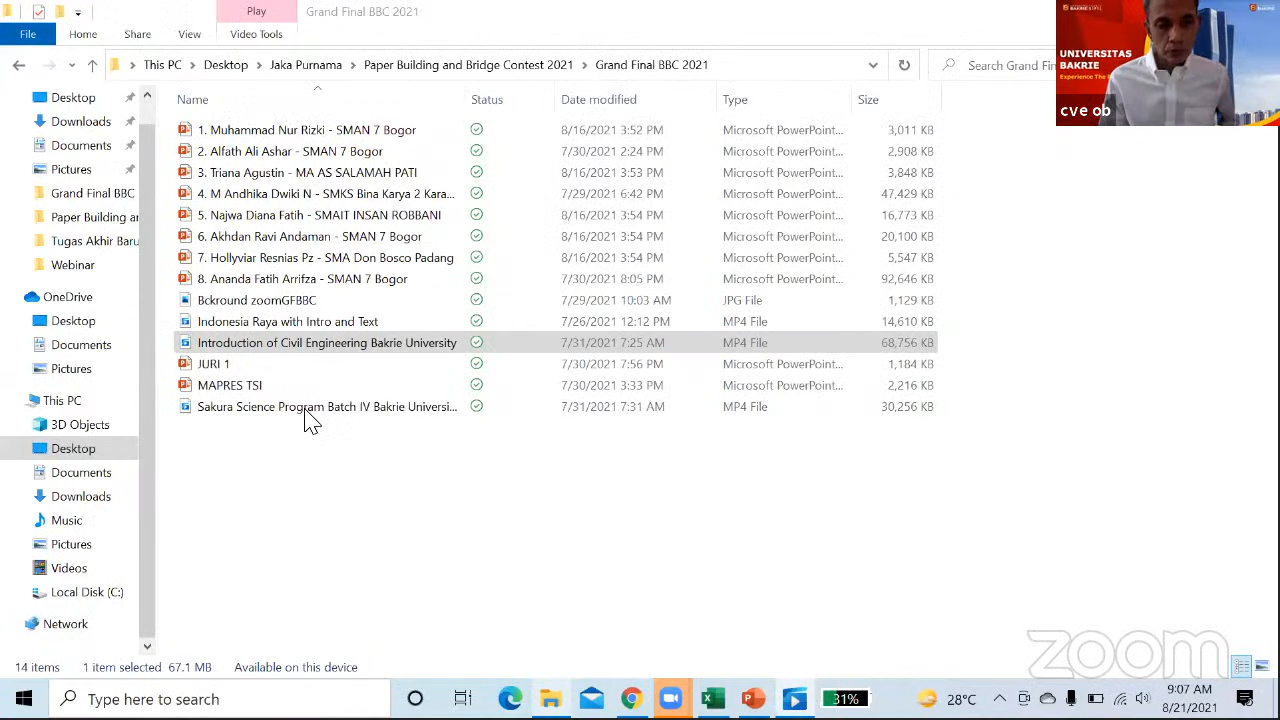 Play
Grand Final BBC 2021
File
Home
Share
View
Video Tools
This PC
Desktop
Jaka Purnama
Paper Building and Bridge Contest 2021
Grand Final BBC 2021
Search Grand Fin
Name
Status
Date modified
Type
Size
Desktop
Downloads
Documents
Pictures
Grand Final BBC
Paper Building ar
Tugas Akhir Baru
Webinar
OneDrive
Desktop
Documents
Pictures
This PC
3D Objects
Desktop
Documents
Downloads
Music
Pictures
Videos
Local Disk (C:)
Network
1. Muhammad Nur Rizki - SMAN 7 Bogor 8/16/2021 3:52 PM Microsoft PowerPoint... 3,011 KB
2. Alfath Ali Ashar - SMAN 7 Bogor 7/30/2021 2:24 PM Microsoft PowerPoint... 2,908 KB
3. Triana Agustin - MA AS SALAMAH PATI 8/16/2021 3:53 PM Microsoft PowerPoint... 3,848 KB
4. M Andhika Dwiki N - SMKS Bina Karya 2 Kara... 7/29/2021 6:42 PM Microsoft PowerPoint... 47,429 KB
5. Najwa Diana Fatih - SMAIT INSAN ROBBANI 8/16/2021 3:54 PM Microsoft PowerPoint... 16,773 KB
6. Akhdan Ravi Andaman - SMAN 7 Bogor 8/16/2021 3:54 PM Microsoft PowerPoint... 20,100 KB
7. Hollyviar Resnias Pz - SMA Don Bosco Padang 8/16/2021 3:54 PM Microsoft PowerPoint... 5,547 KB
8. Ananda Fatih Arrifza - SMAN 7 Bogor 7/30/2021 8:05 PM Microsoft PowerPoint... 92,646 KB
Bckround zoomGFBBC 7/29/2021 10:03 AM JPG File 1,129 KB
Indonesia Raya with Intro and Text 7/26/2021 12:12 PM MP4 File 14,610 KB
Introduction of Civil Engineering Bakrie University 7/31/2021 7:25 AM MP4 File 68,756 KB
JURI 1 7/30/2021 7:56 PM Microsoft PowerPoint... 1,184 KB
MAPRES TSI 7/30/2021 3:33 PM Microsoft PowerPoint... 2,216 KB
Sakura Science Program Batch IV Bakrie Universi... 7/31/2021 7:31 AM MP4 File 30,256 KB
UNIVERSITAS
BAKRIE
Experience The
cve ob
zoom
14 items 1 item selected 67.1 MB Available on this device
Type here to search
31%
28°C
9:07 AM
8/21/2021